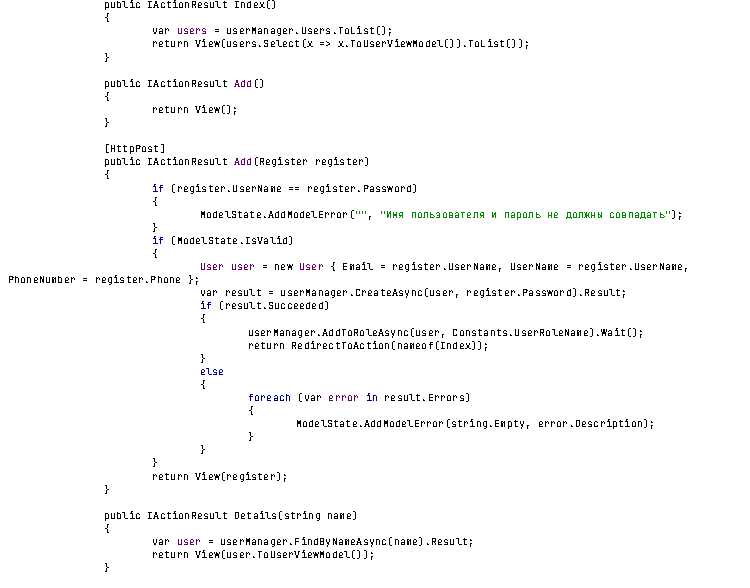 public IActionResult Index()
{
var users = userManager.Users.ToList();
return View(users.Select(x => x.ToUserViewModel()).ToList());
}
public IActionResult Add()
{
return View();
}
[HttpPost]
public IActionResult Add(Register register)
{
if (register.UserName == register.Password)
{
ModelState.AddModelError("", "Имя пользователя и пароль не должны совпадать");
}
if (ModelState.IsValid)
{
User user = new User { Email = register.UserName, UserName = register.UserName,
PhoneNumber = register.Phone };
var result = userManager.CreateAsync(user, register.Password).Result;
if (result.Succeeded)
{
userManager.AddToRoleAsync(user, Constants.UserRoleName).Wait();
return RedirectToAction(nameof(Index));
}
else
{
foreach (var error in result.Errors)
{
ModelState.AddModelError(string.Empty, error.Description);
}
}
}
return View(register);
}
public IActionResult Details(string name)
{
var user = userManager.FindByNameAsync(name).Result;
return View(user.ToUserViewModel());
}